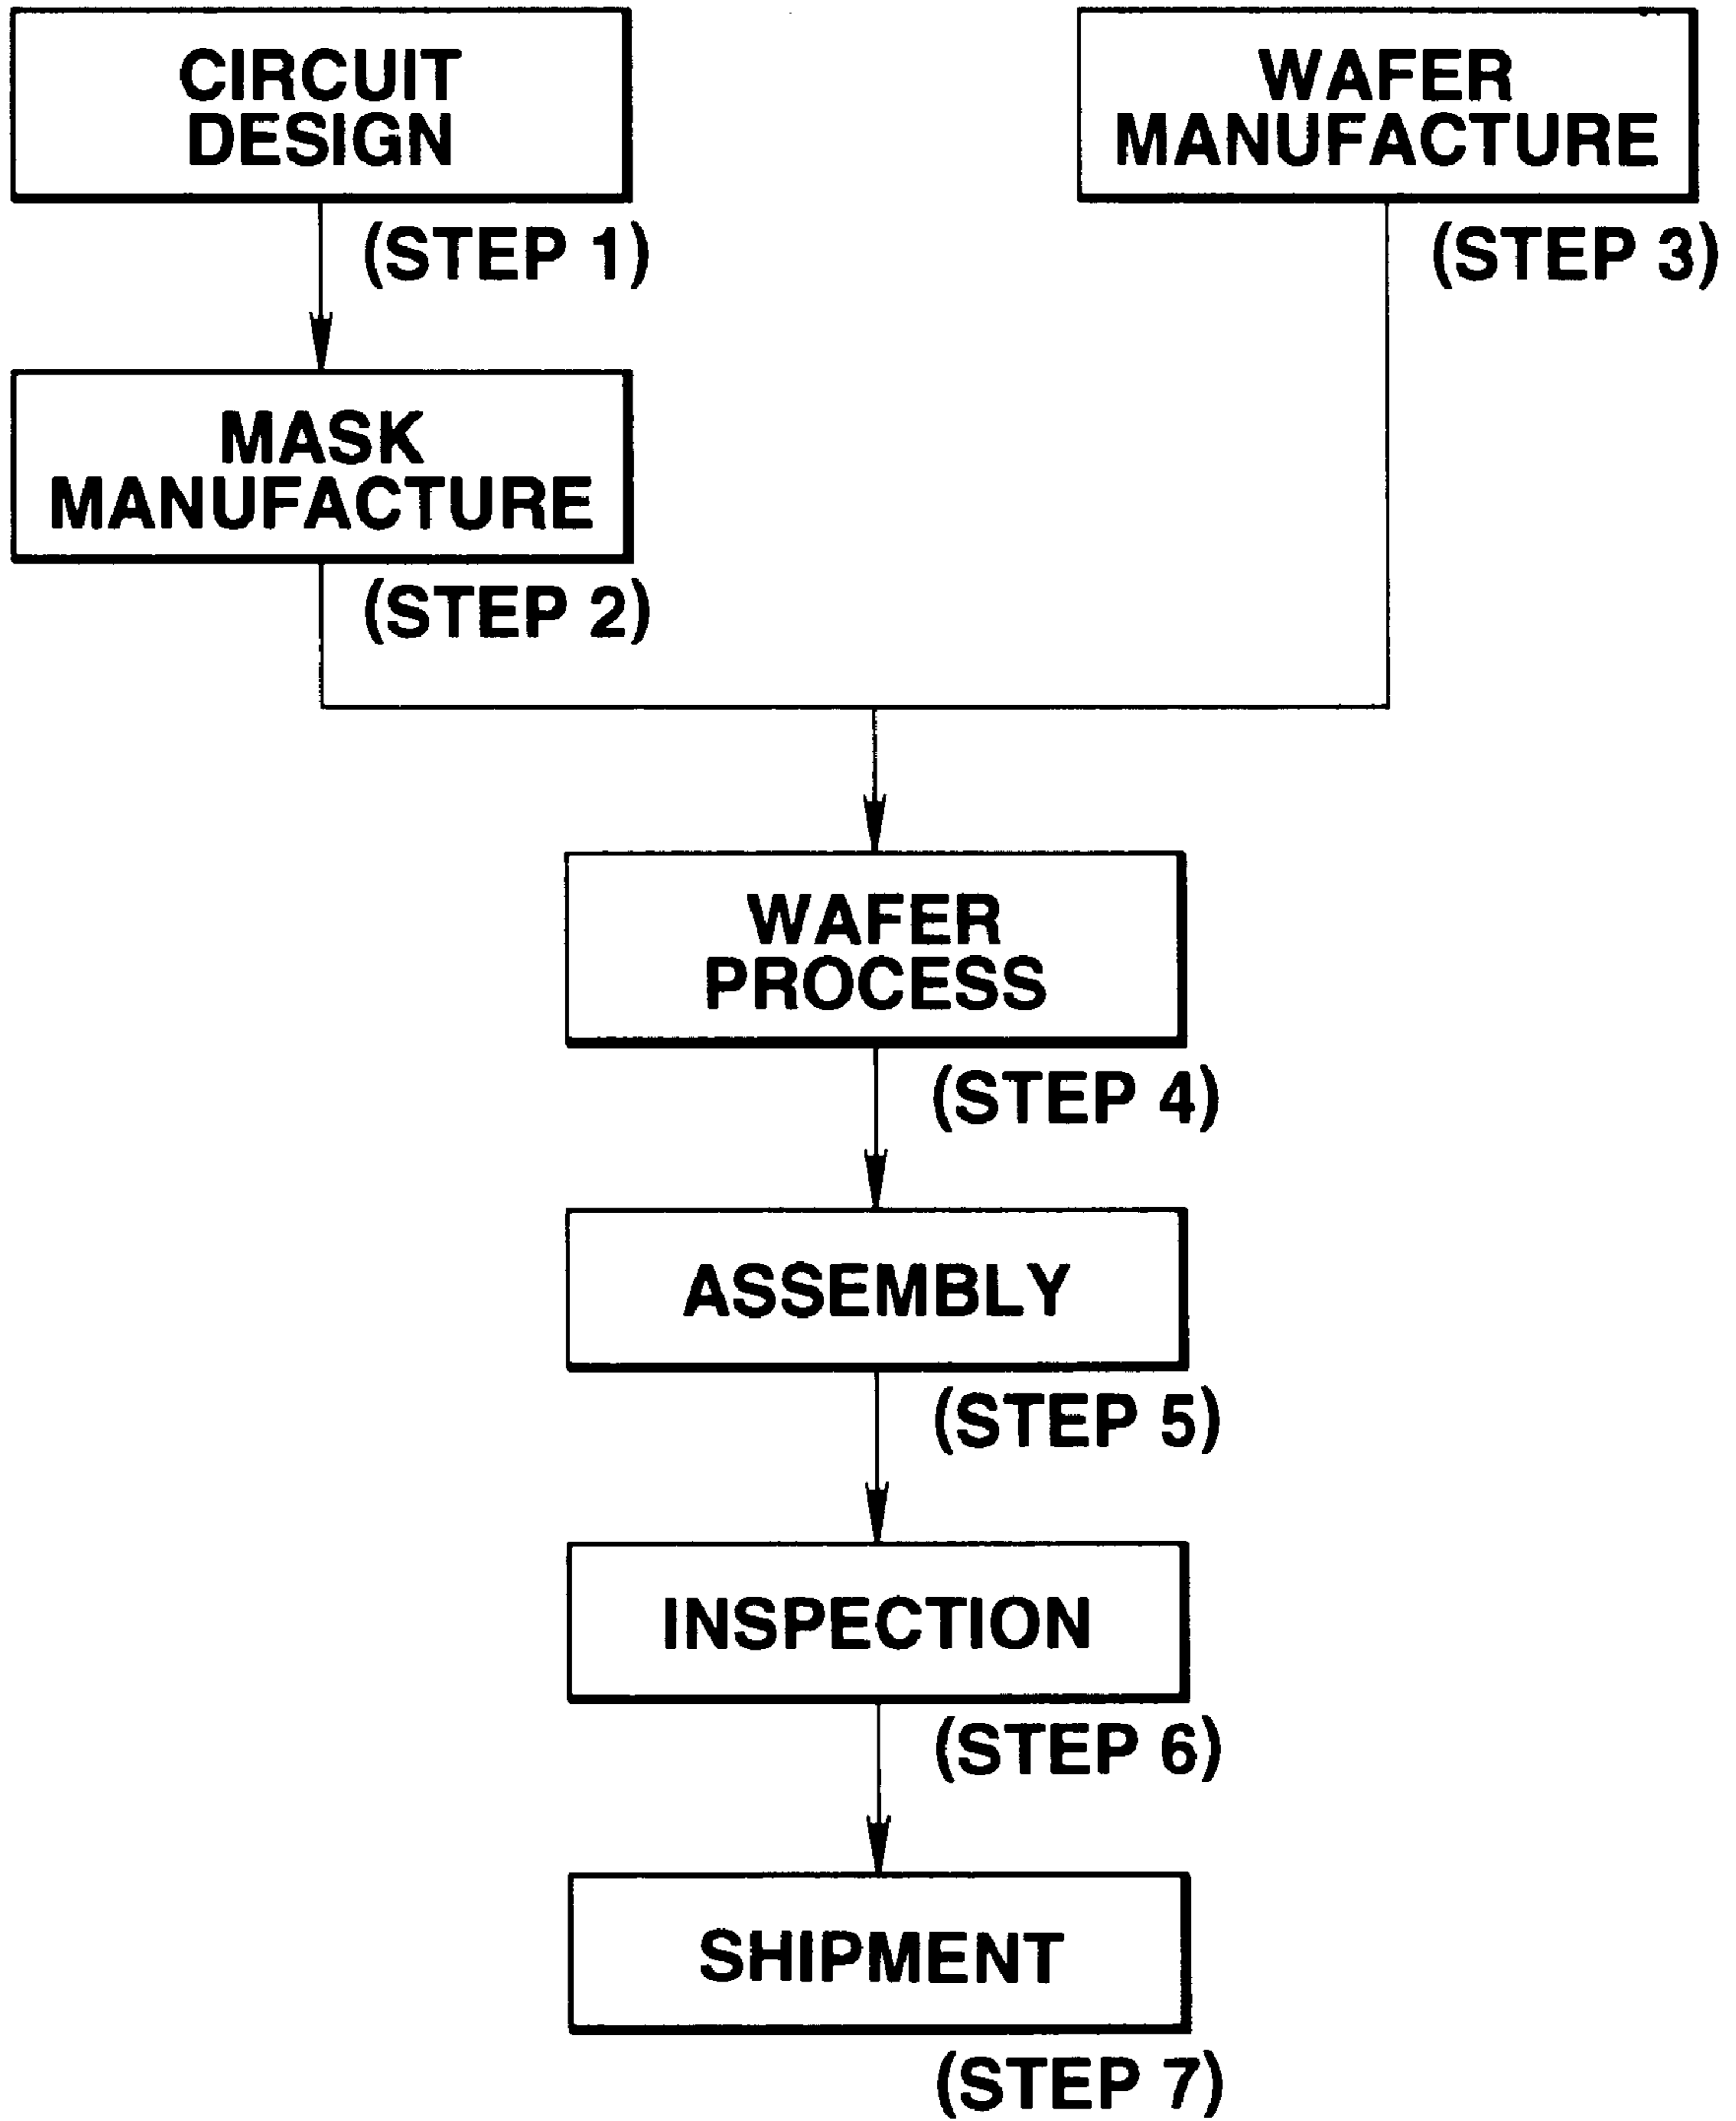 CIRCUIT
DESIGN
(STEP 1)
MASK
MANUFACTURE
(STEP 2)
WAFER
MANUFACTURE
(STEP 3)
WAFER
PROCESS
(STEP 4)
ASSEMBLY
(STEP 5)
INSPECTION
(STEP 6)
SHIPMENT
(STEP 7)